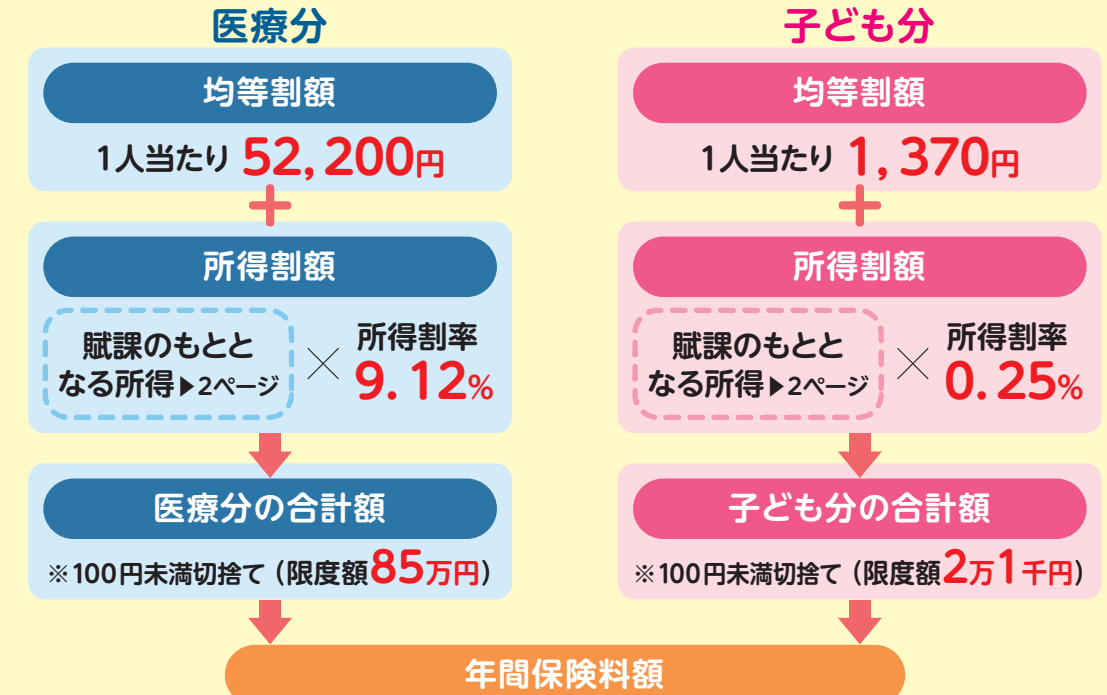 医療分
均等割額
1人当たり 52,200円
＋
所得割額
賦課のもとと
なる所得▶2ページ
×
所得割率
9.12%
医療分の合計額
※100円未満切捨て（限度額85万円）
子ども分
均等割額
1人当たり 1,370円
＋
所得割額
賦課のもとと
なる所得▶2ページ
×
所得割率
0.25%
子ども分の合計額
※100円未満切捨て（限度額2万1千円）
年間保険料額